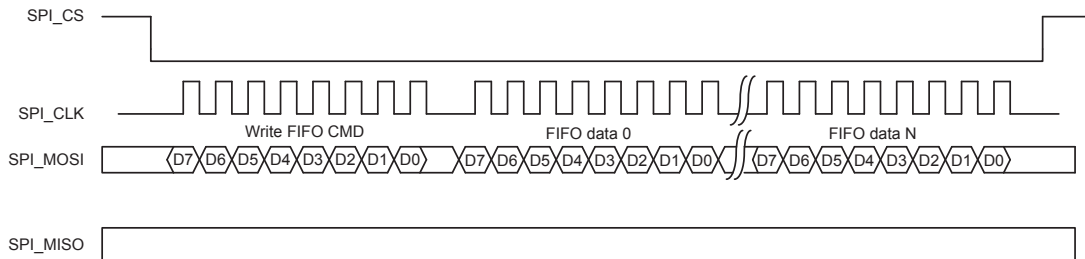 SPI_CS
SPI_CLK
Write FIFO CMD FIFO data 0 FIFO data N
SPI_MOSI D7 D6 D5 D4 D3 D2 D1 D0 D7 D6 D5 D4 D3 D2 D1 D0 D7 D6 D5 D4 D3 D2 D1 D0
SPI_MISO